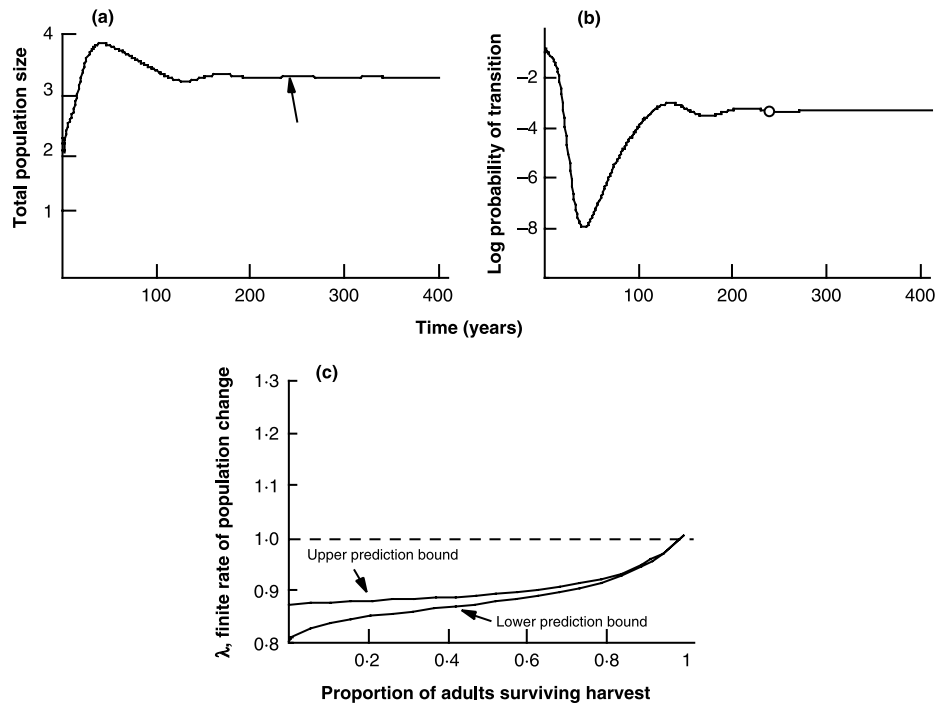 (a)
Total population size
4
3
2
1
100
200
300
400
(b)
Log probability of transition
−2
−4
−6
−8
100
200
300
400
Time (years)
(c)
λ, finite rate of population change
1·3
1·2
1·1
1·0
0·9
0·8
Upper prediction bound
Lower prediction bound
0·2
0·4
0·6
0·8
1
Proportion of adults surviving harvest